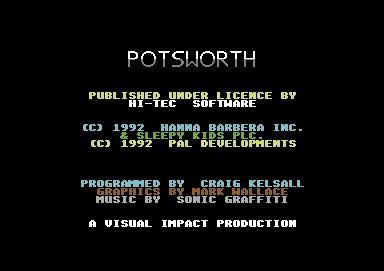 POTSWORTH
PUBLISHED UNDER LICENCE BY
HI-TEC SOFTWARE
(C) 1992 HANNA BARBERA INC.
& SLEEPY KIDS PLC.
(C) 1992 PAL DEVELOPMENTS
PROGRAMMED BY CRAIG KELSALL
GRAPHICS BY MARK WALLACE
MUSIC BY SONIC GRAFFITI
A VISUAL IMPACT PRODUCTION